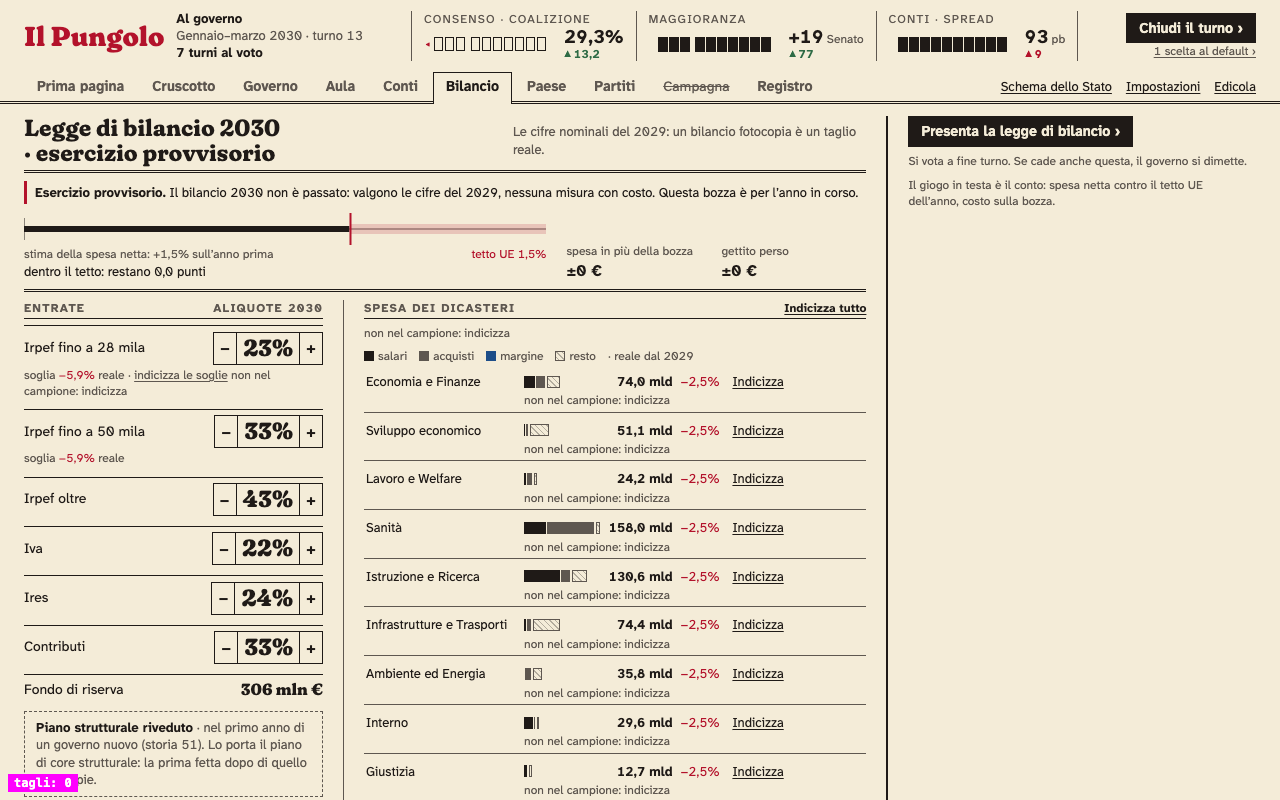 Il Pungolo
Al governo
Gennaio–marzo 2030 · turno 13
7 turni al voto
CONSENSO · COALIZIONE
29,3%
▲13,2
MAGGIORANZA
+19 Senato
▲77
CONTI · SPREAD
93 pb
▲9
Chiudi il turno ›
1 scelta al default ›
Prima pagina
Cruscotto
Governo
Aula
Conti
Bilancio
Paese
Partiti
Campagna
Registro
Schema dello Stato
Impostazioni
Edicola
Legge di bilancio 2030
· esercizio provvisorio
Le cifre nominali del 2029: un bilancio fotocopia è un taglio
reale.
Esercizio provvisorio. Il bilancio 2030 non è passato: valgono le cifre del 2029, nessuna misura con costo. Questa bozza è per l’anno in corso.
stima della spesa netta: +1,5% sull’anno prima
tetto UE 1,5%
dentro il tetto: restano 0,0 punti
spesa in più della bozza
±0 €
gettito perso
±0 €
ENTRATE
ALIQUOTE 2030
Irpef fino a 28 mila
– 23% +
soglia –5,9% reale · indicizza le soglie non nel
campione: indicizza
Irpef fino a 50 mila
– 33% +
soglia –5,9% reale
Irpef oltre
– 43% +
Iva
– 22% +
Ires
– 24% +
Contributi
– 33% +
Fondo di riserva
306 mln €
Piano strutturale riveduto · nel primo anno di
un governo nuovo (storia 51). Lo porta il piano
di core strutturale: la prima fetta dopo di quello
tagli: 0
SPESA DEI DICASTERI
Indicizza tutto
non nel campione: indicizza
salari
acquisti
margine
resto
· reale dal 2029
Economia e Finanze
74,0 mld –2,5% Indicizza
non nel campione: indicizza
Sviluppo economico
51,1 mld –2,5% Indicizza
non nel campione: indicizza
Lavoro e Welfare
24,2 mld –2,5% Indicizza
non nel campione: indicizza
Sanità
158,0 mld –2,5% Indicizza
non nel campione: indicizza
Istruzione e Ricerca
130,6 mld –2,5% Indicizza
non nel campione: indicizza
Infrastrutture e Trasporti
74,4 mld –2,5% Indicizza
non nel campione: indicizza
Ambiente ed Energia
35,8 mld –2,5% Indicizza
non nel campione: indicizza
Interno
29,6 mld –2,5% Indicizza
non nel campione: indicizza
Giustizia
12,7 mld –2,5% Indicizza
non nel campione: indicizza
Presenta la legge di bilancio ›
Si vota a fine turno. Se cade anche questa, il governo si dimette.
Il giogo in testa è il conto: spesa netta contro il tetto UE
dell’anno, costo sulla bozza.